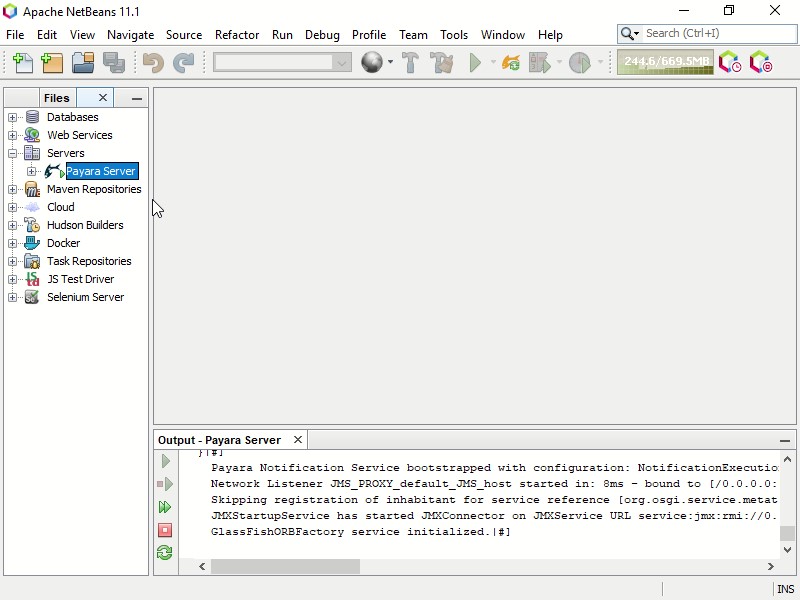 Apache NetBeans 11.1
File Edit View Navigate Source Refactor Run Debug Profile Team Tools Window Help
Search (Ctrl+I)
244.6/669.5MB
Files
Databases
Web Services
Servers
Payara Server
Maven Repositories
Cloud
Hudson Builders
Docker
Task Repositories
JS Test Driver
Selenium Server
Output - Payara Server
}|#]
Payara Notification Service bootstrapped with configuration: NotificationExecutio
Network Listener JMS_PROXY_default_JMS_host started in: 8ms - bound to [/0.0.0.0:
Skipping registration of inhabitant for service reference [org.osgi.service.metat
JMXStartupService has started JMXConnector on JMXService URL service:jmx:rmi://0.
GlassFishORBFactory service initialized.|#]
INS